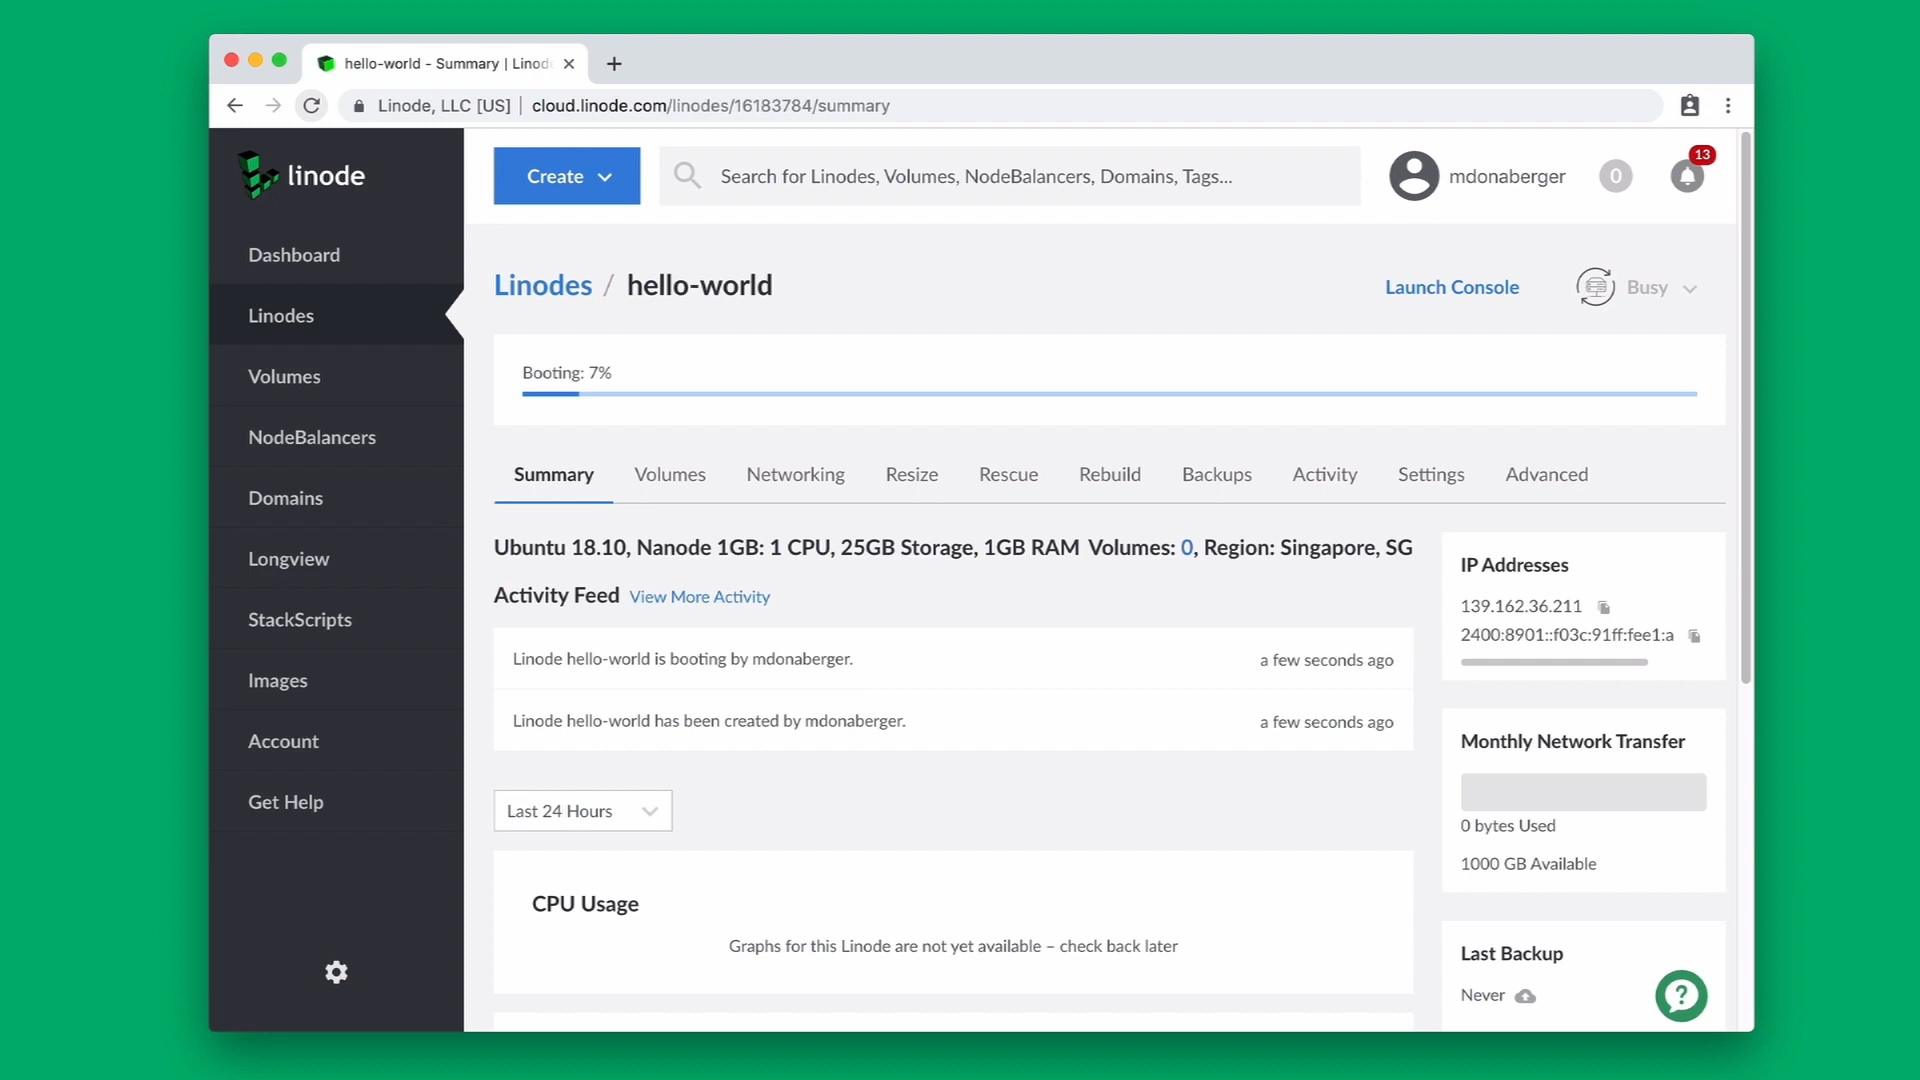 hello-world - Summary | Linod
Linode, LLC [US] | cloud.linode.com/linodes/16183784/summary
linode
Create
Search for Linodes, Volumes, NodeBalancers, Domains, Tags...
mdonaberger
0
13
Dashboard
Linodes
Volumes
NodeBalancers
Domains
Longview
StackScripts
Images
Account
Get Help
Linodes / hello-world
Launch Console
Busy
Booting: 7%
Summary Volumes Networking Resize Rescue Rebuild Backups Activity Settings Advanced
Ubuntu 18.10, Nanode 1GB: 1 CPU, 25GB Storage, 1GB RAM Volumes: 0, Region: Singapore, SG
Activity Feed View More Activity
Linode hello-world is booting by mdonaberger. a few seconds ago
Linode hello-world has been created by mdonaberger. a few seconds ago
Last 24 Hours
CPU Usage
Graphs for this Linode are not yet available – check back later
IP Addresses
139.162.36.211
2400:8901::f03c:91ff:fee1:a
Monthly Network Transfer
0 bytes Used
1000 GB Available
Last Backup
Never
?